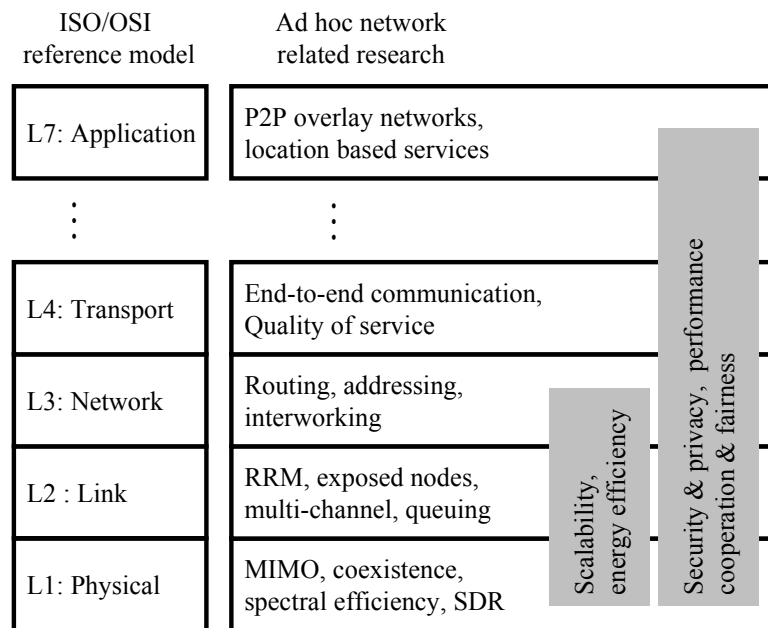 ISO/OSI
reference model
Ad hoc network
related research
L7: Application
P2P overlay networks,
location based services
L4: Transport
End-to-end communication,
Quality of service
L3: Network
Routing, addressing,
interworking
L2 : Link
RRM, exposed nodes,
multi-channel, queuing
L1: Physical
MIMO, coexistence,
spectral efficiency, SDR
Scalability,
energy efficiency
Security & privacy, performance
cooperation & fairness